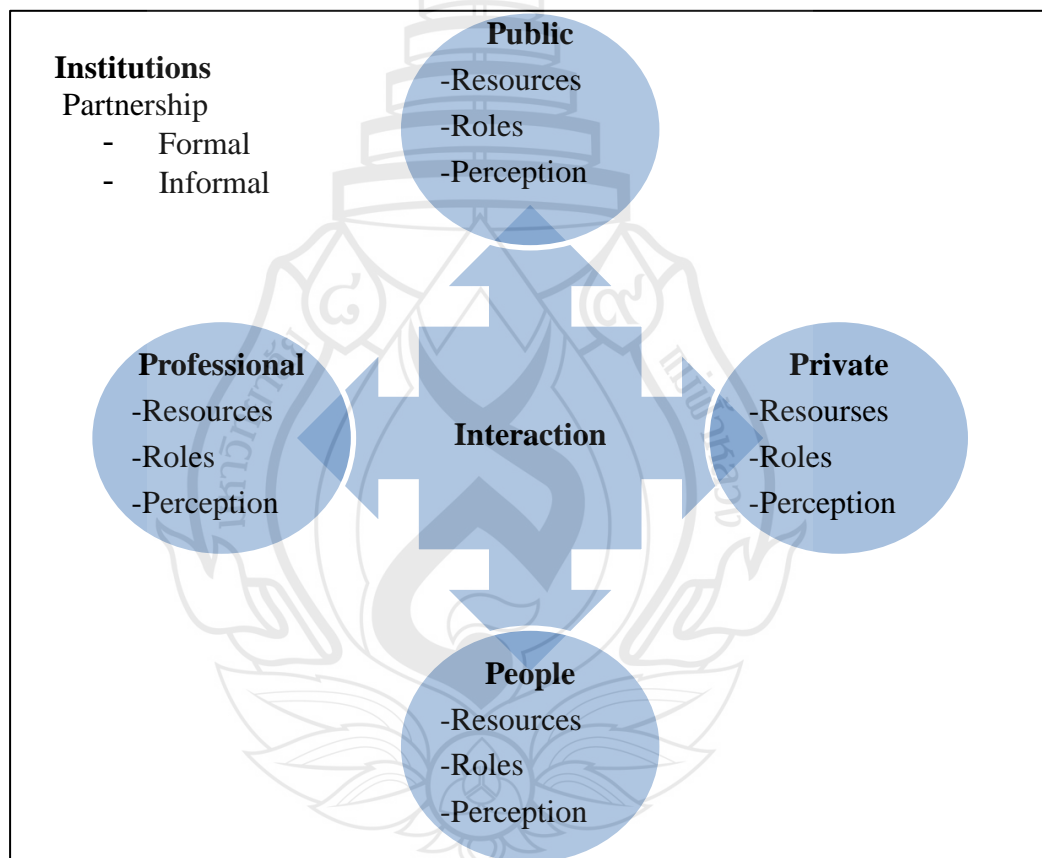 Public
-Resources
-Roles
-Perception
Institutions
Partnership
- Formal
- Informal
Professional
-Resources
-Roles
-Perception
Interaction
Private
-Resourses
-Roles
-Perception
People
-Resources
-Roles
-Perception